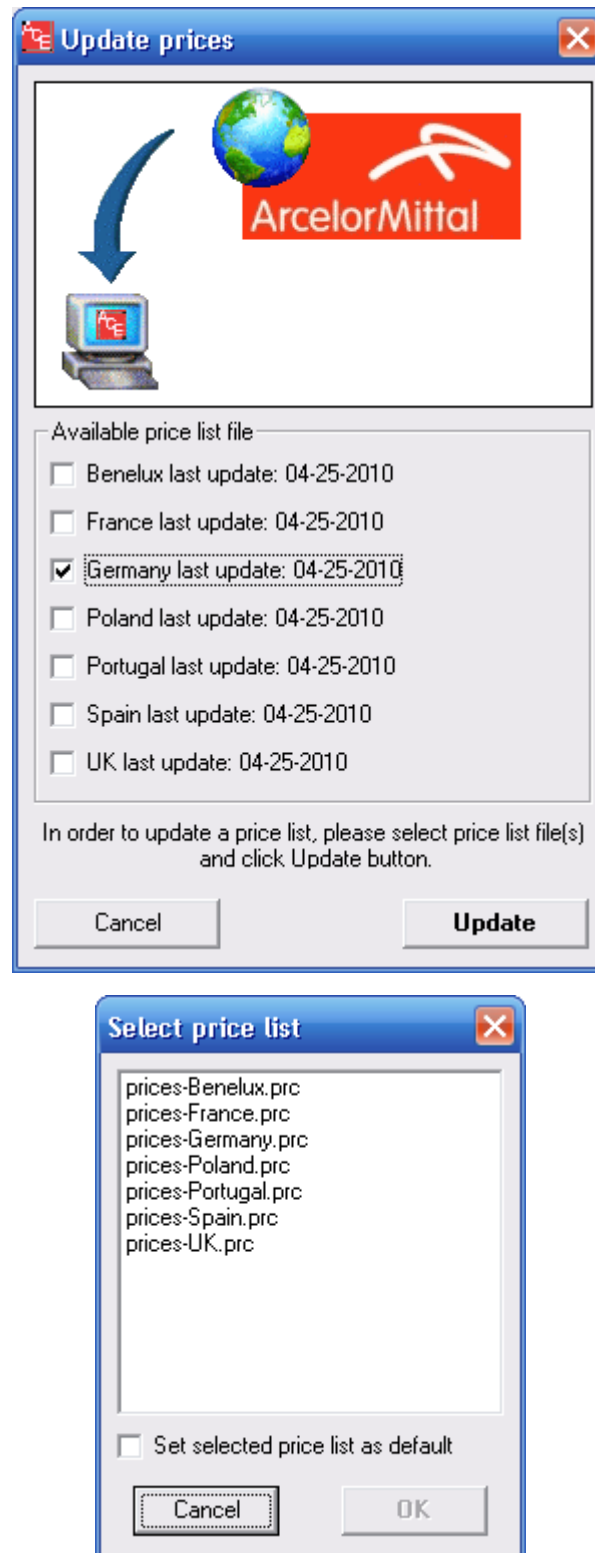 ACE Update prices
ArcelorMittal
ACE
Available price list file
Benelux last update: 04-25-2010
France last update: 04-25-2010
Germany last update: 04-25-2010
Poland last update: 04-25-2010
Portugal last update: 04-25-2010
Spain last update: 04-25-2010
UK last update: 04-25-2010
In order to update a price list, please select price list file(s)
and click Update button.
Cancel Update
Select price list
prices-Benelux.prc
prices-France.prc
prices-Germany.prc
prices-Poland.prc
prices-Portugal.prc
prices-Spain.prc
prices-UK.prc
Set selected price list as default
Cancel OK